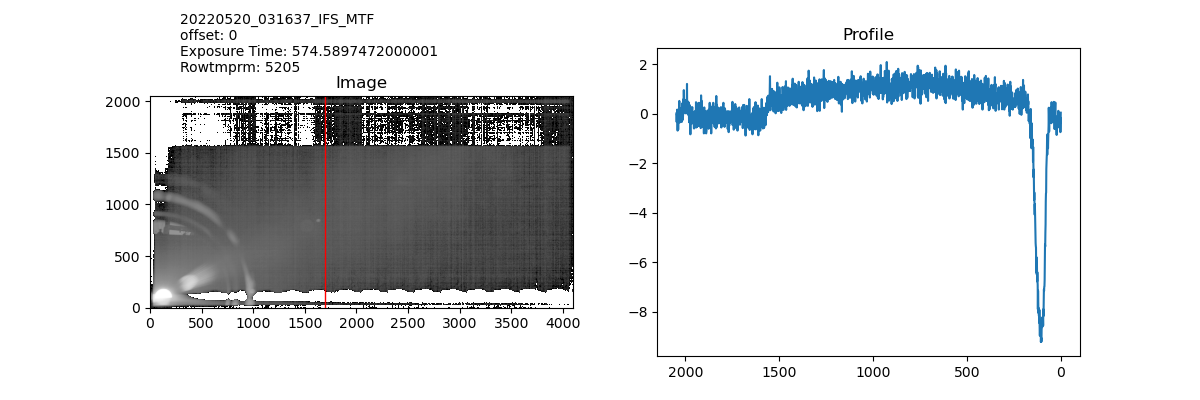 20220520_031637_IFS_MTF
offset: 0
Exposure Time: 574.5897472000001
Rowtmprm: 5205
Image
2000
1500
1000
500
0
0 500 1000 1500 2000 2500 3000 3500 4000
Profile
2
0
−2
−4
−6
−8
2000 1500 1000 500 0